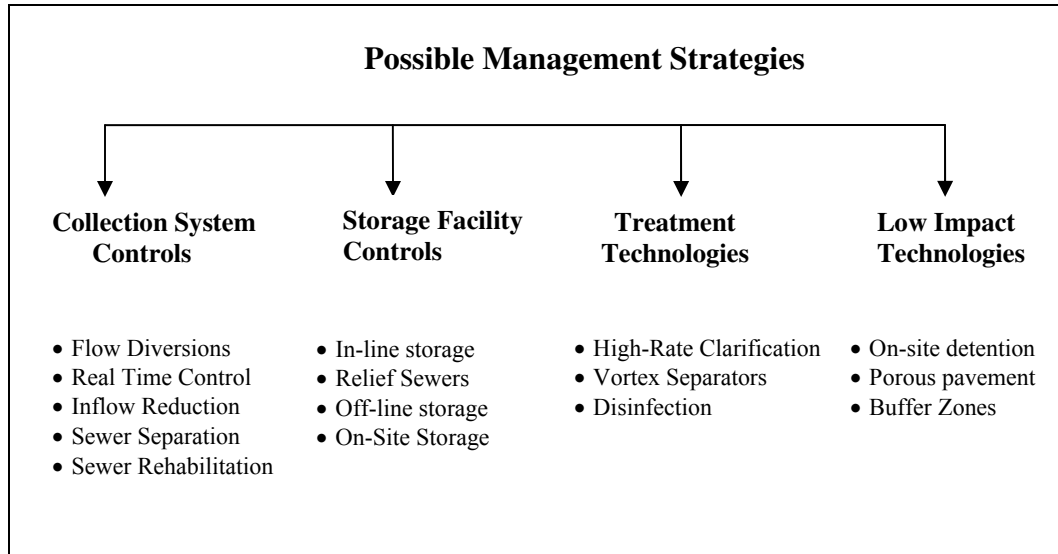 Possible Management Strategies
Collection System
Controls
• Flow Diversions
• Real Time Control
• Inflow Reduction
• Sewer Separation
• Sewer Rehabilitation
Storage Facility
Controls
• In-line storage
• Relief Sewers
• Off-line storage
• On-Site Storage
Treatment
Technologies
• High-Rate Clarification
• Vortex Separators
• Disinfection
Low Impact
Technologies
• On-site detention
• Porous pavement
• Buffer Zones